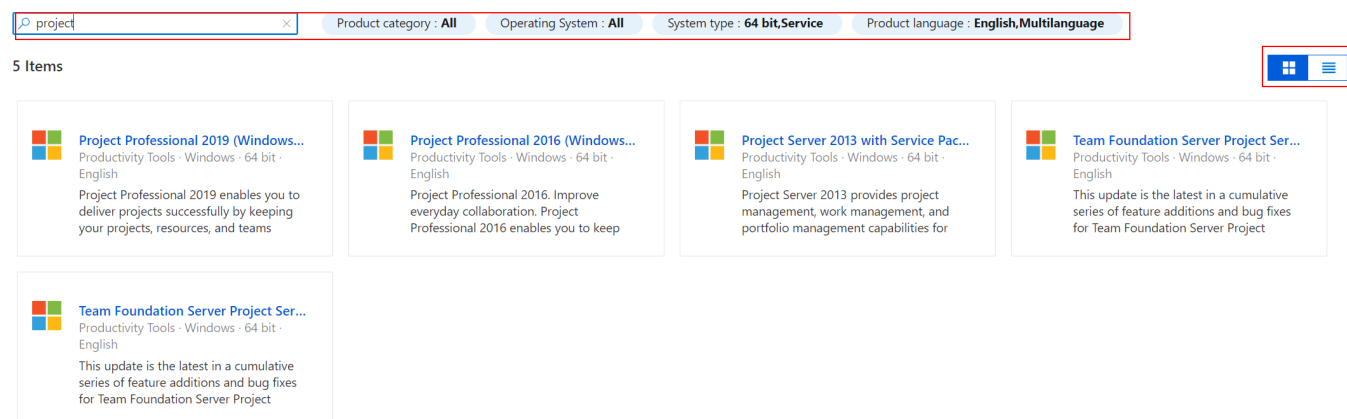 project
Product category : All
Operating System : All
System type : 64 bit,Service
Product language : English,Multilanguage
5 Items
Project Professional 2019 (Windows...
Productivity Tools · Windows · 64 bit ·
English
Project Professional 2019 enables you to
deliver projects successfully by keeping
your projects, resources, and teams
Project Professional 2016 (Windows...
Productivity Tools · Windows · 64 bit ·
English
Project Professional 2016. Improve
everyday collaboration. Project
Professional 2016 enables you to keep
Project Server 2013 with Service Pac...
Productivity Tools · Windows · 64 bit ·
English
Project Server 2013 provides project
management, work management, and
portfolio management capabilities for
Team Foundation Server Project Ser...
Productivity Tools · Windows · 64 bit ·
English
This update is the latest in a cumulative
series of feature additions and bug fixes
for Team Foundation Server Project
Team Foundation Server Project Ser...
Productivity Tools · Windows · 64 bit ·
English
This update is the latest in a cumulative
series of feature additions and bug fixes
for Team Foundation Server Project